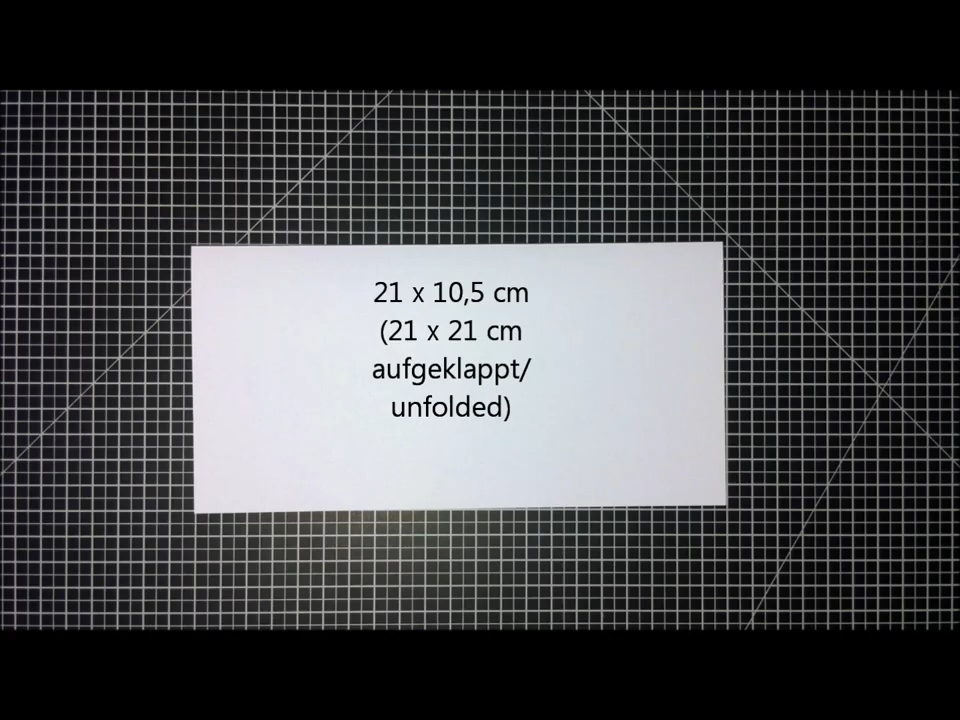 21 x 10,5 cm
(21 x 21 cm
aufgeklappt/
unfolded)